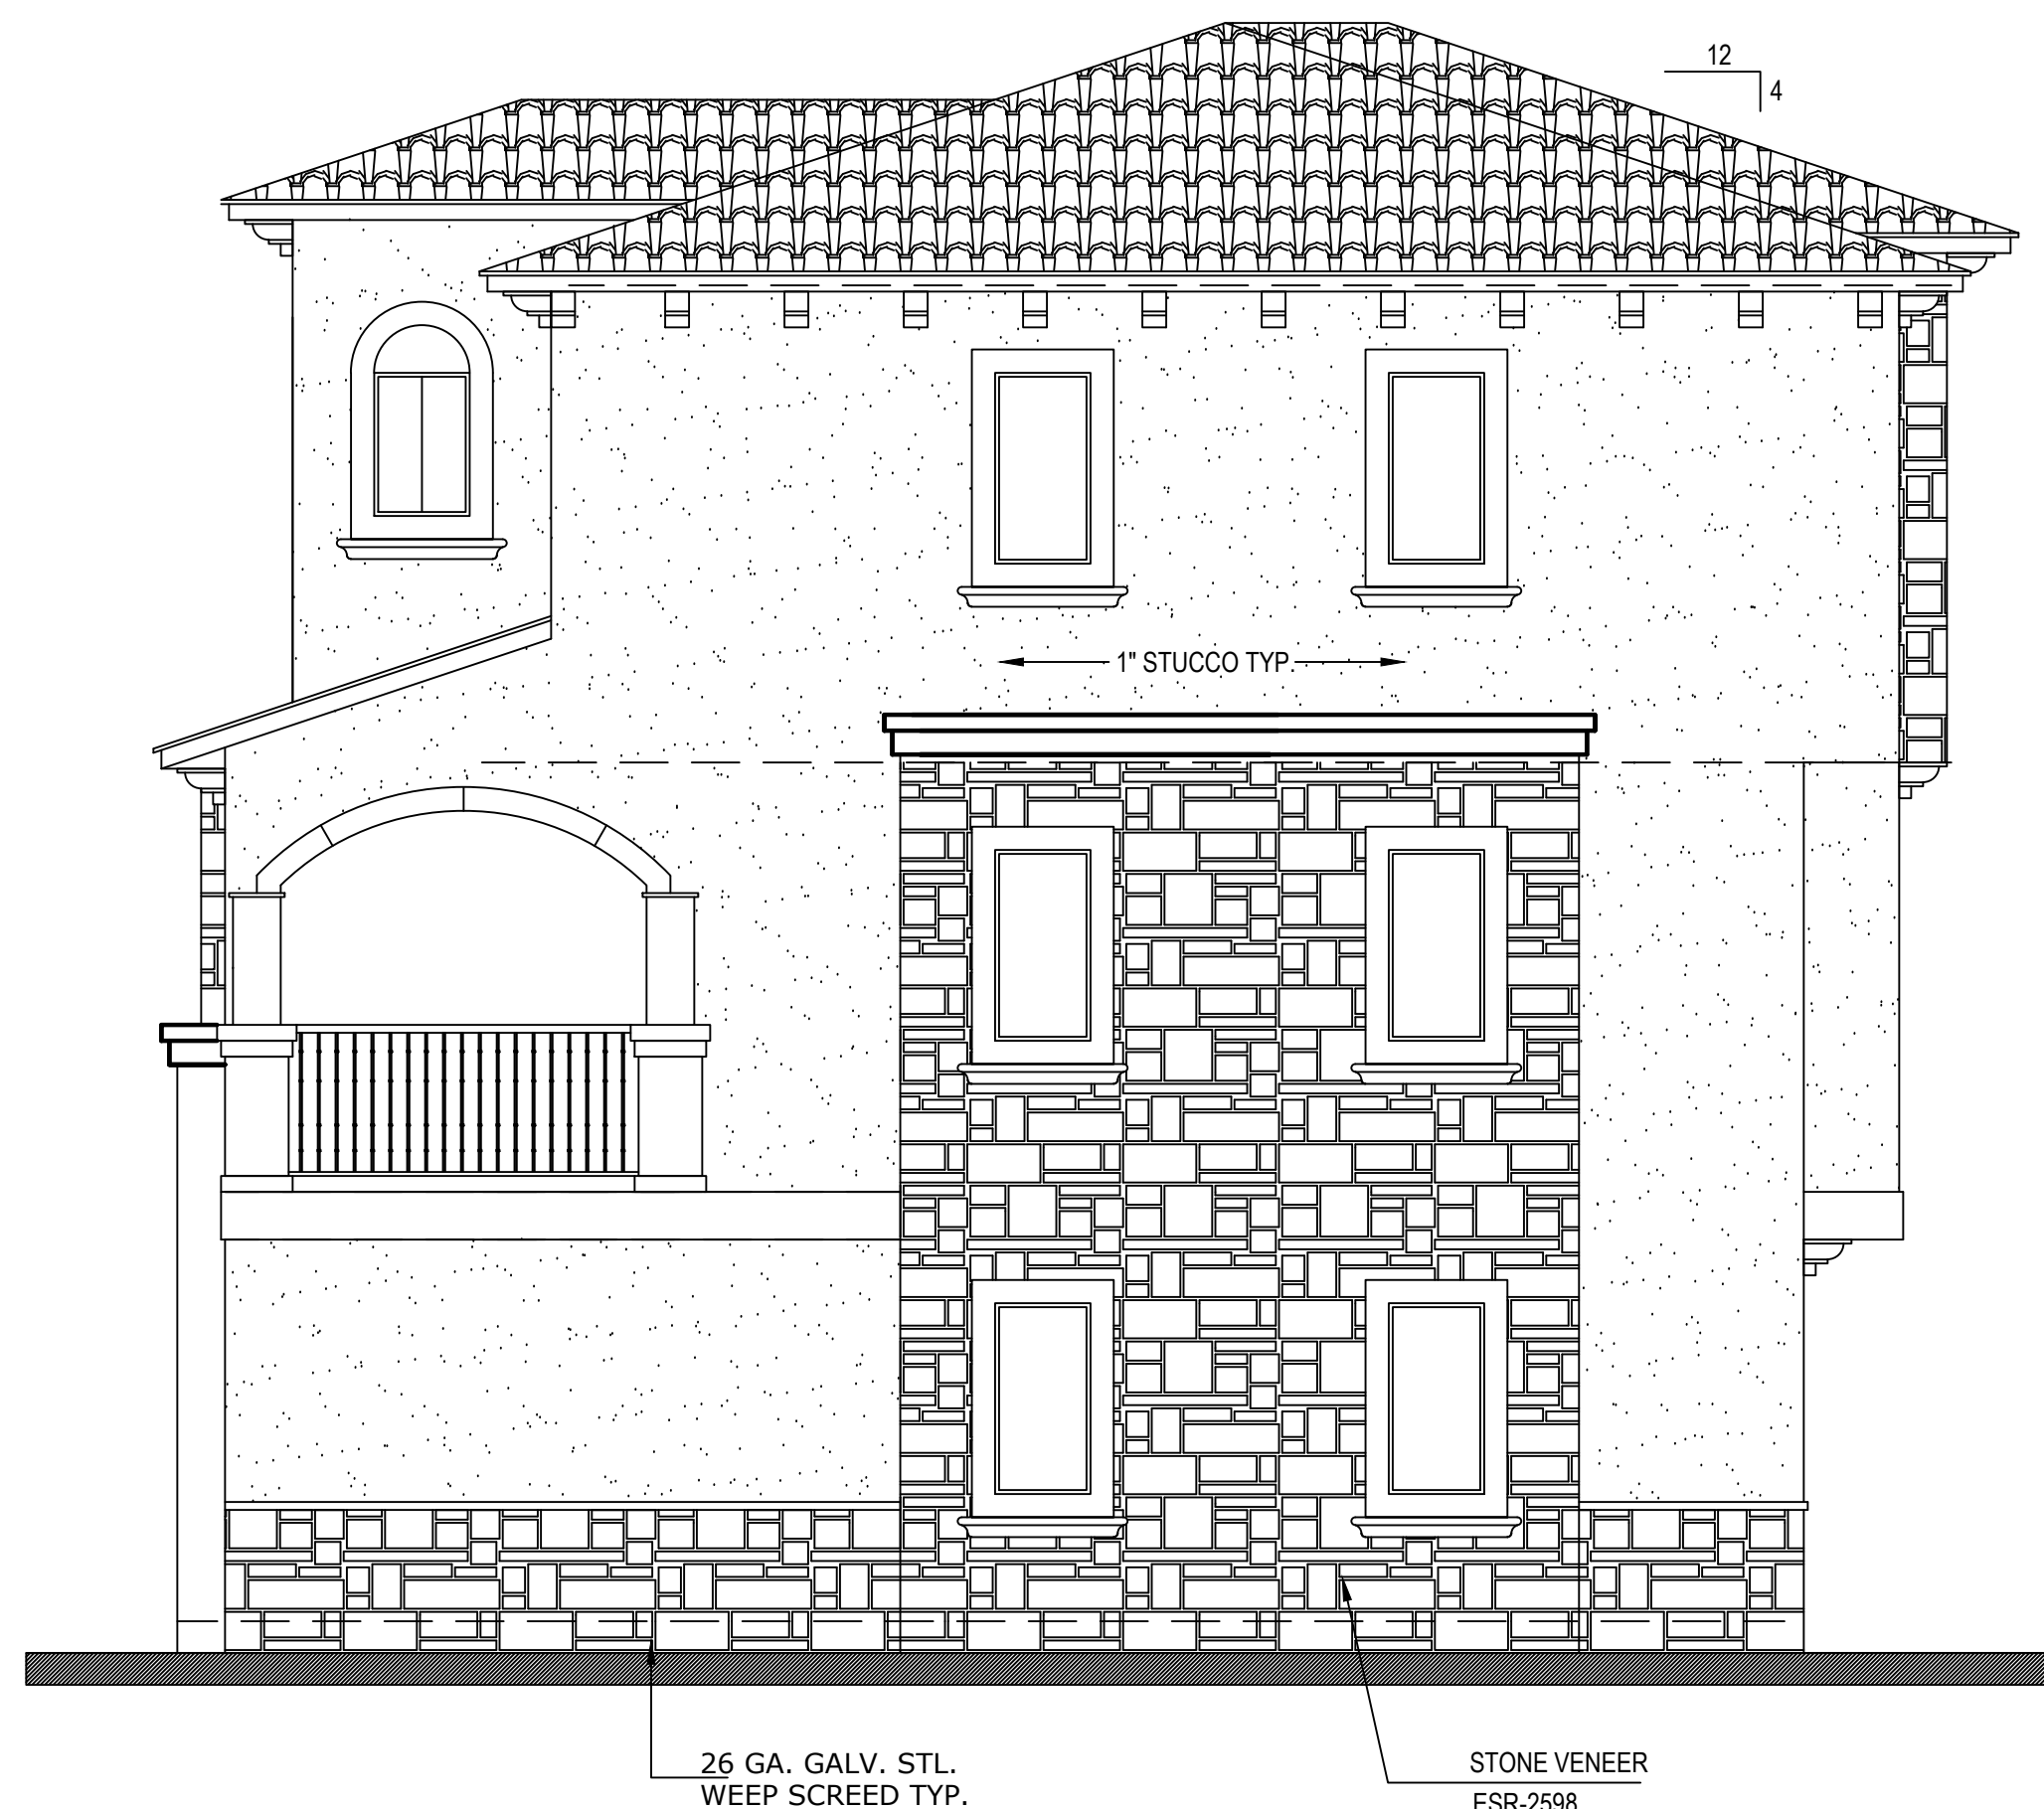 12
4
1" STUCCO TYP.
26 GA. GALV. STL.
WEEP SCREED TYP.
STONE VENEER
ESR-2598